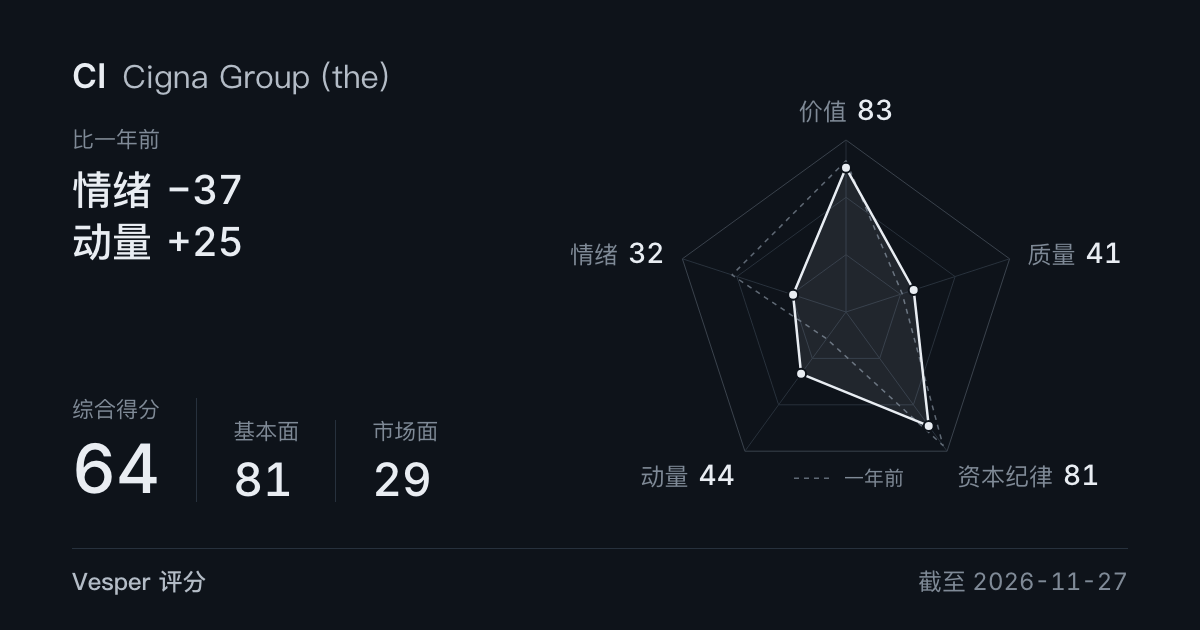 CI Cigna Group (the)
比一年前
情绪 −37
动量 +25
价值 83
情绪 32
质量 41
动量 44
一年前
资本纪律 81
综合得分
64
基本面
81
市场面
29
Vesper 评分
截至 2026-11-27